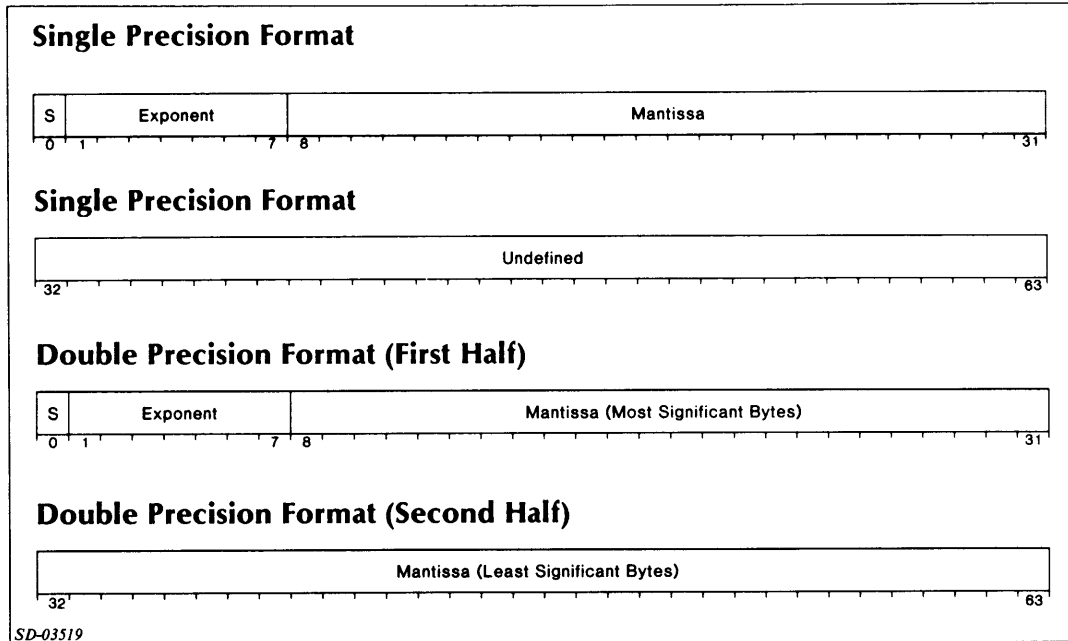 Single Precision Format
S Exponent Mantissa
0 1 7 8 31
Single Precision Format
Undefined
32 63
Double Precision Format (First Half)
S Exponent Mantissa (Most Significant Bytes)
0 1 7 8 31
Double Precision Format (Second Half)
Mantissa (Least Significant Bytes)
32 63
SD-03519